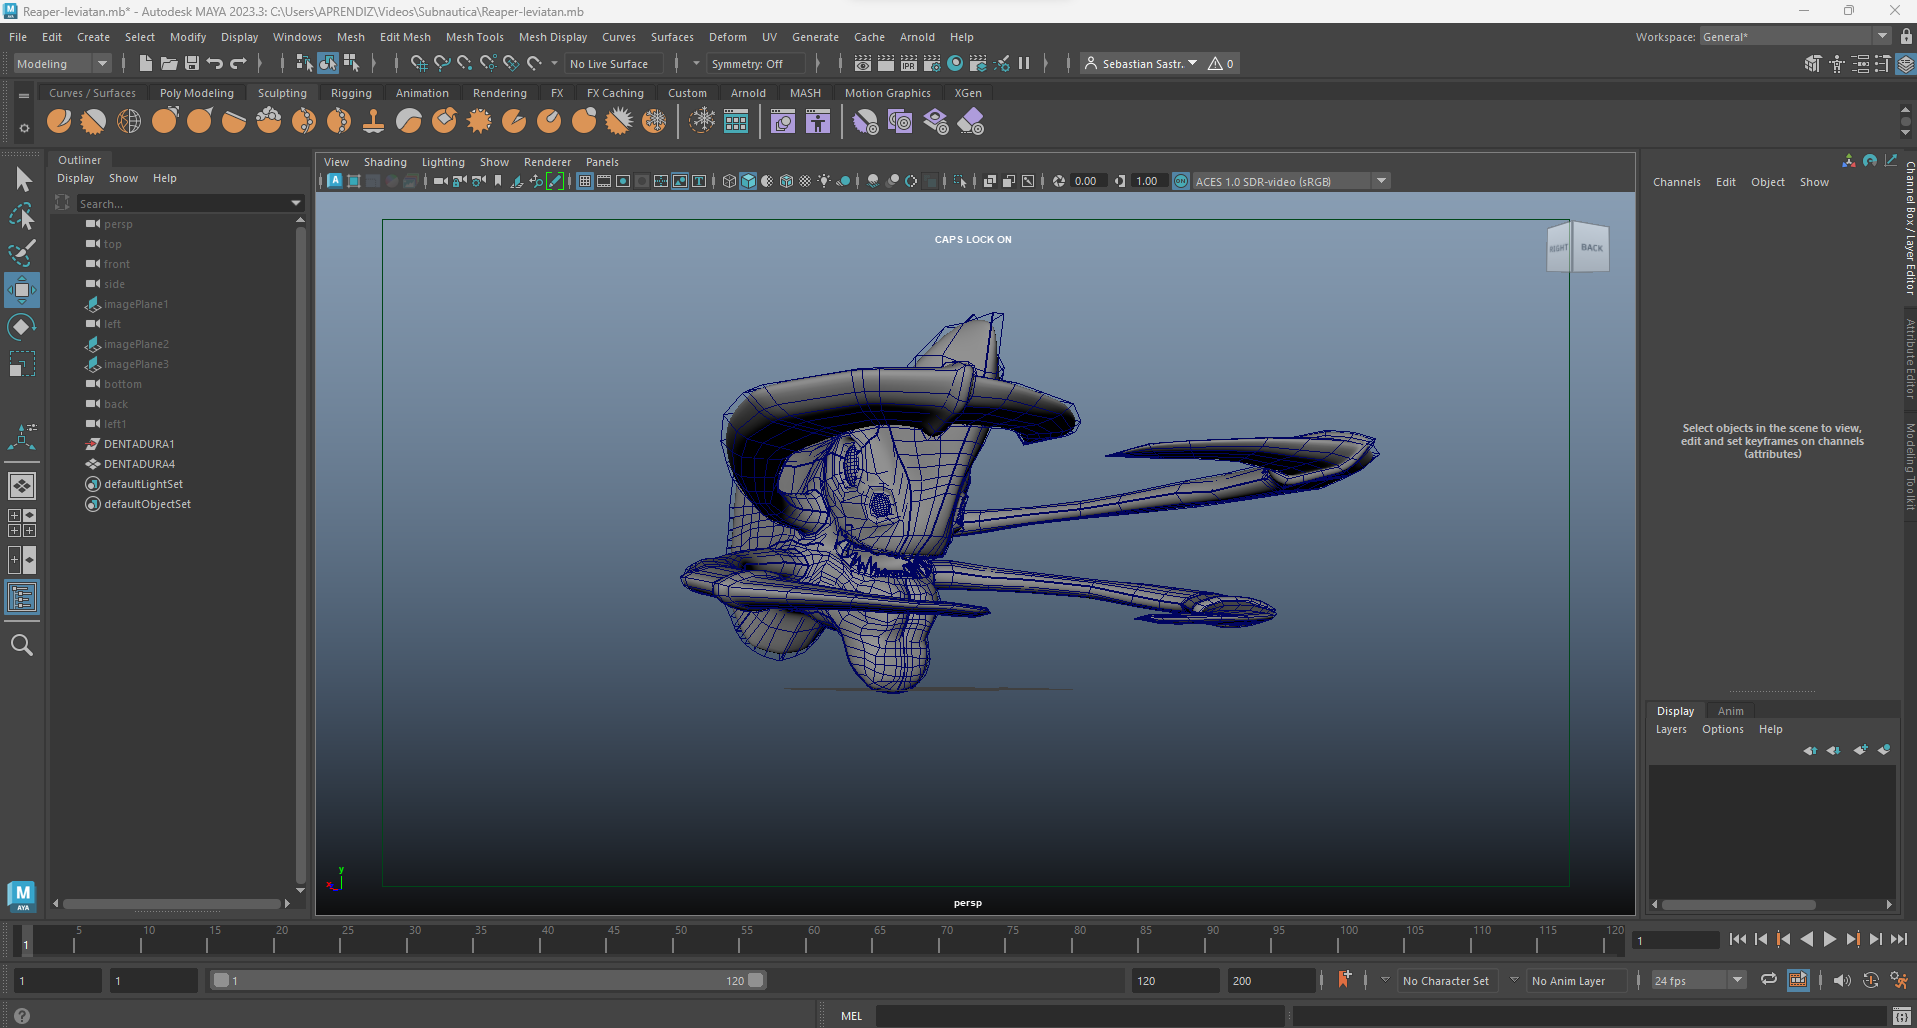 Reaper-leviatan.mb* - Autodesk MAYA 2023.3: C:\Users\APRENDIZ\Videos\Subnautica\Reaper-leviatan.mb
File Edit Create Select Modify Display Windows Mesh Edit Mesh Mesh Tools Mesh Display Curves Surfaces Deform UV Generate Cache Arnold Help
Workspace: General*
Modeling
No Live Surface
Symmetry: Off
IPR
Sebastian Sastr.
0
Curves / Surfaces Poly Modeling Sculpting Rigging Animation Rendering FX FX Caching Custom Arnold MASH Motion Graphics XGen
Outliner
Display Show Help
Search...
persp
top
front
side
imagePlane1
left
imagePlane2
imagePlane3
bottom
back
left1
DENTADURA1
DENTADURA4
defaultLightSet
defaultObjectSet
View Shading Lighting Show Renderer Panels
0.00
1.00
ON
ACES 1.0 SDR-video (sRGB)
CAPS LOCK ON
RIGHT
BACK
y
x
persp
Channels Edit Object Show
Select objects in the scene to view,
edit and set keyframes on channels
(attributes)
Channel Box / Layer Editor
Attribute Editor
Modeling Toolkit
Display Anim
Layers Options Help
M
AYA
1
5 10 15 20 25 30 35 40 45 50 55 60 65 70 75 80 85 90 95 100 105 110 115 120
1
1
1
1
120
120
200
No Character Set
No Anim Layer
24 fps
MEL